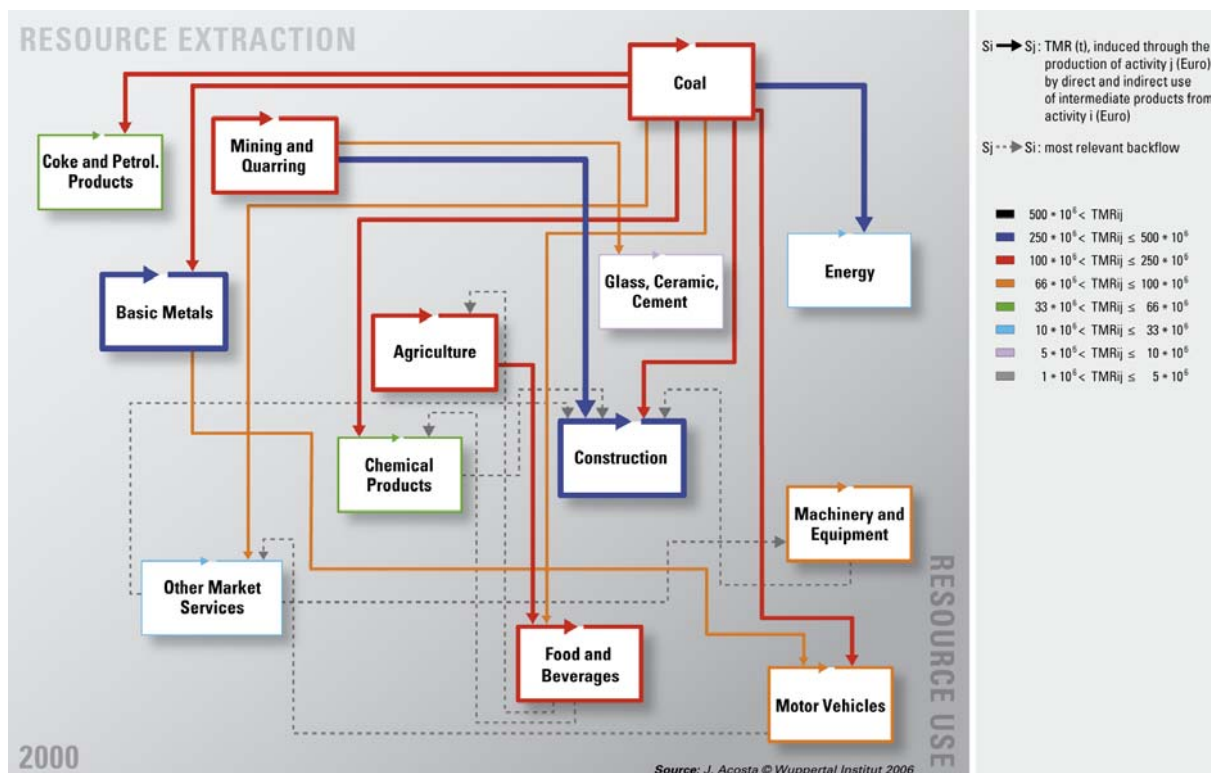 RESOURCE EXTRACTION
Coal
Coke and Petrol.
Products
Mining and
Quarring
Basic Metals
Glass, Ceramic,
Cement
Energy
Agriculture
Chemical
Products
Construction
Machinery and
Equipment
Other Market
Services
Food and
Beverages
Motor Vehicles
RESOURCE USE
2000
Source: J. Acosta © Wuppertal Institut 2006
Si Sj: TMR (t), induced through the
production of activity j (Euro)
by direct and indirect use
of intermediate products from
activity i (Euro)
Sj Si: most relevant backflow
500 * 10⁶ < TMRij
250 * 10⁶ < TMRij ≤ 500 * 10⁶
100 * 10⁶ < TMRij ≤ 250 * 10⁶
66 * 10⁶ < TMRij ≤ 100 * 10⁶
33 * 10⁶ < TMRij ≤ 66 * 10⁶
10 * 10⁶ < TMRij ≤ 33 * 10⁶
5 * 10⁶ < TMRij ≤ 10 * 10⁶
1 * 10⁶ < TMRij ≤ 5 * 10⁶